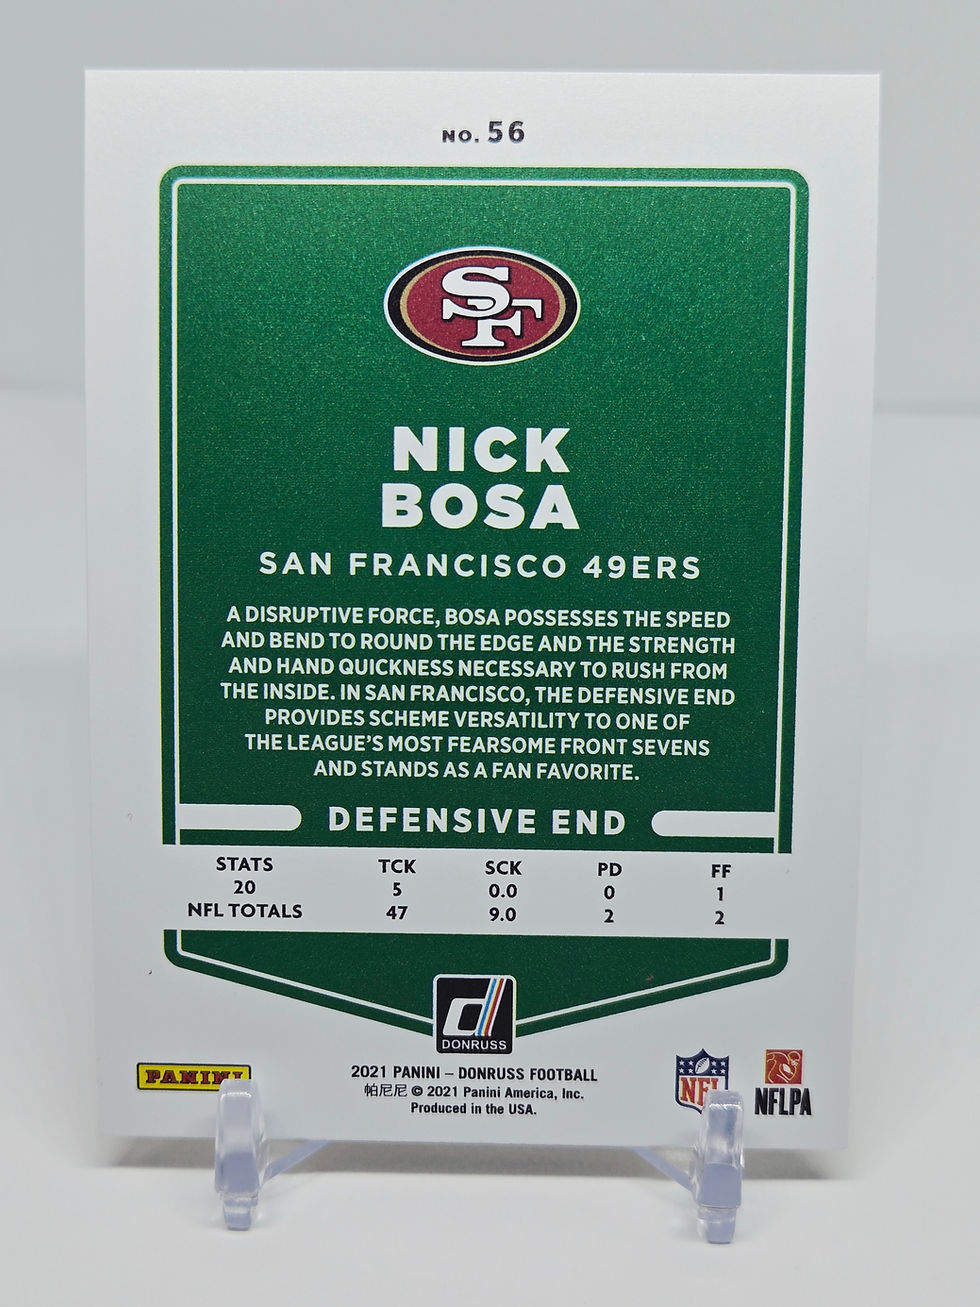 NO. 56
SF
NICK
BOSA
SAN FRANCISCO 49ERS
A DISRUPTIVE FORCE, BOSA POSSESSES THE SPEED
AND BEND TO ROUND THE EDGE AND THE STRENGTH
AND HAND QUICKNESS NECESSARY TO RUSH FROM
THE INSIDE. IN SAN FRANCISCO, THE DEFENSIVE END
PROVIDES SCHEME VERSATILITY TO ONE OF
THE LEAGUE'S MOST FEARSOME FRONT SEVENS
AND STANDS AS A FAN FAVORITE.
DEFENSIVE END
STATS TCK SCK PD FF
20 5 0.0 0 1
NFL TOTALS 47 9.0 2 2
d
DONRUSS
PANINI
2021 PANINI – DONRUSS FOOTBALL
帕尼尼 © 2021 Panini America, Inc.
Produced in the USA.
NFL
NFLPA